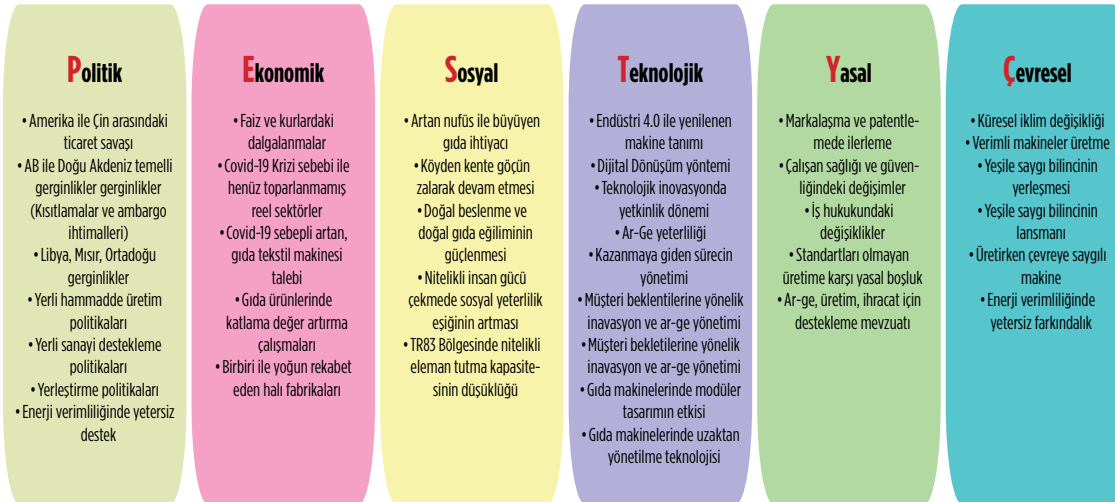 Politik
• Amerika ile Çin arasındaki
ticaret savaşı
• AB ile Doğu Akdeniz temelli
gerginlikler gerginlikler
(Kısıtlamalar ve ambargo
ihtimalleri)
• Libya, Mısır, Ortadoğu
gerginlikler
• Yerli hammadde üretim
politikaları
• Yerli sanayi destekleme
politikaları
• Yerleştirme politikaları
• Enerji verimliliğinde yetersiz
destek
Ekonomik
• Faiz ve kurlardaki
dalgalanmalar
• Covid-19 Krizi sebebi ile
henüz toparlanmamış
reel sektörler
• Covid-19 sebepli artan,
gıda tekstil makinesi
talebi
• Gıda ürünlerinde
katlama değer artırma
çalışmaları
• Birbiri ile yoğun rekabet
eden halı fabrikaları
Sosyal
• Artan nufüs ile büyüyen
gıda ihtiyacı
• Köyden kente göçün
zalarak devam etmesi
• Doğal beslenme ve
doğal gıda eğiliminin
güçlenmesi
• Nitelikli insan gücü
çekmede sosyal yeterlilik
eşiğinin artması
• TR83 Bölgesinde nitelikli
eleman tutma kapasite-
sinin düşüklüğü
Teknolojik
• Endüstri 4.0 ile yenilenen
makine tanımı
• Dijital Dönüşüm yöntemi
• Teknolojik inovasyonda
yetkinlik dönemi
• Ar-Ge yeterliliği
• Kazanmaya giden sürecin
yönetimi
• Müşteri beklentilerine yönelik
inavasyon ve ar-ge yönetimi
• Müşteri bekletilerine yönelik
inavasyon ve ar-ge yönetimi
• Gıda makinelerinde modüler
tasarımın etkisi
• Gıda makinelerinde uzaktan
yönetilme teknolojisi
Yasal
• Markalaşma ve patentle-
mede ilerleme
• Çalışan sağlığı ve güven-
liğindeki değişimler
• İş hukukundaki
değişiklikler
• Standartları olmayan
üretime karşı yasal boşluk
• Ar-ge, üretim, ihracat için
destekleme mevzuatı
Çevresel
• Küresel iklim değişikliği
• Verimli makineler üretme
• Yeşile saygı bilincinin
yerleşmesi
• Yeşile saygı bilincinin
lansmanı
• Üretirken çevreye saygılı
makine
• Enerji verimliliğinde
yetersiz farkındalık